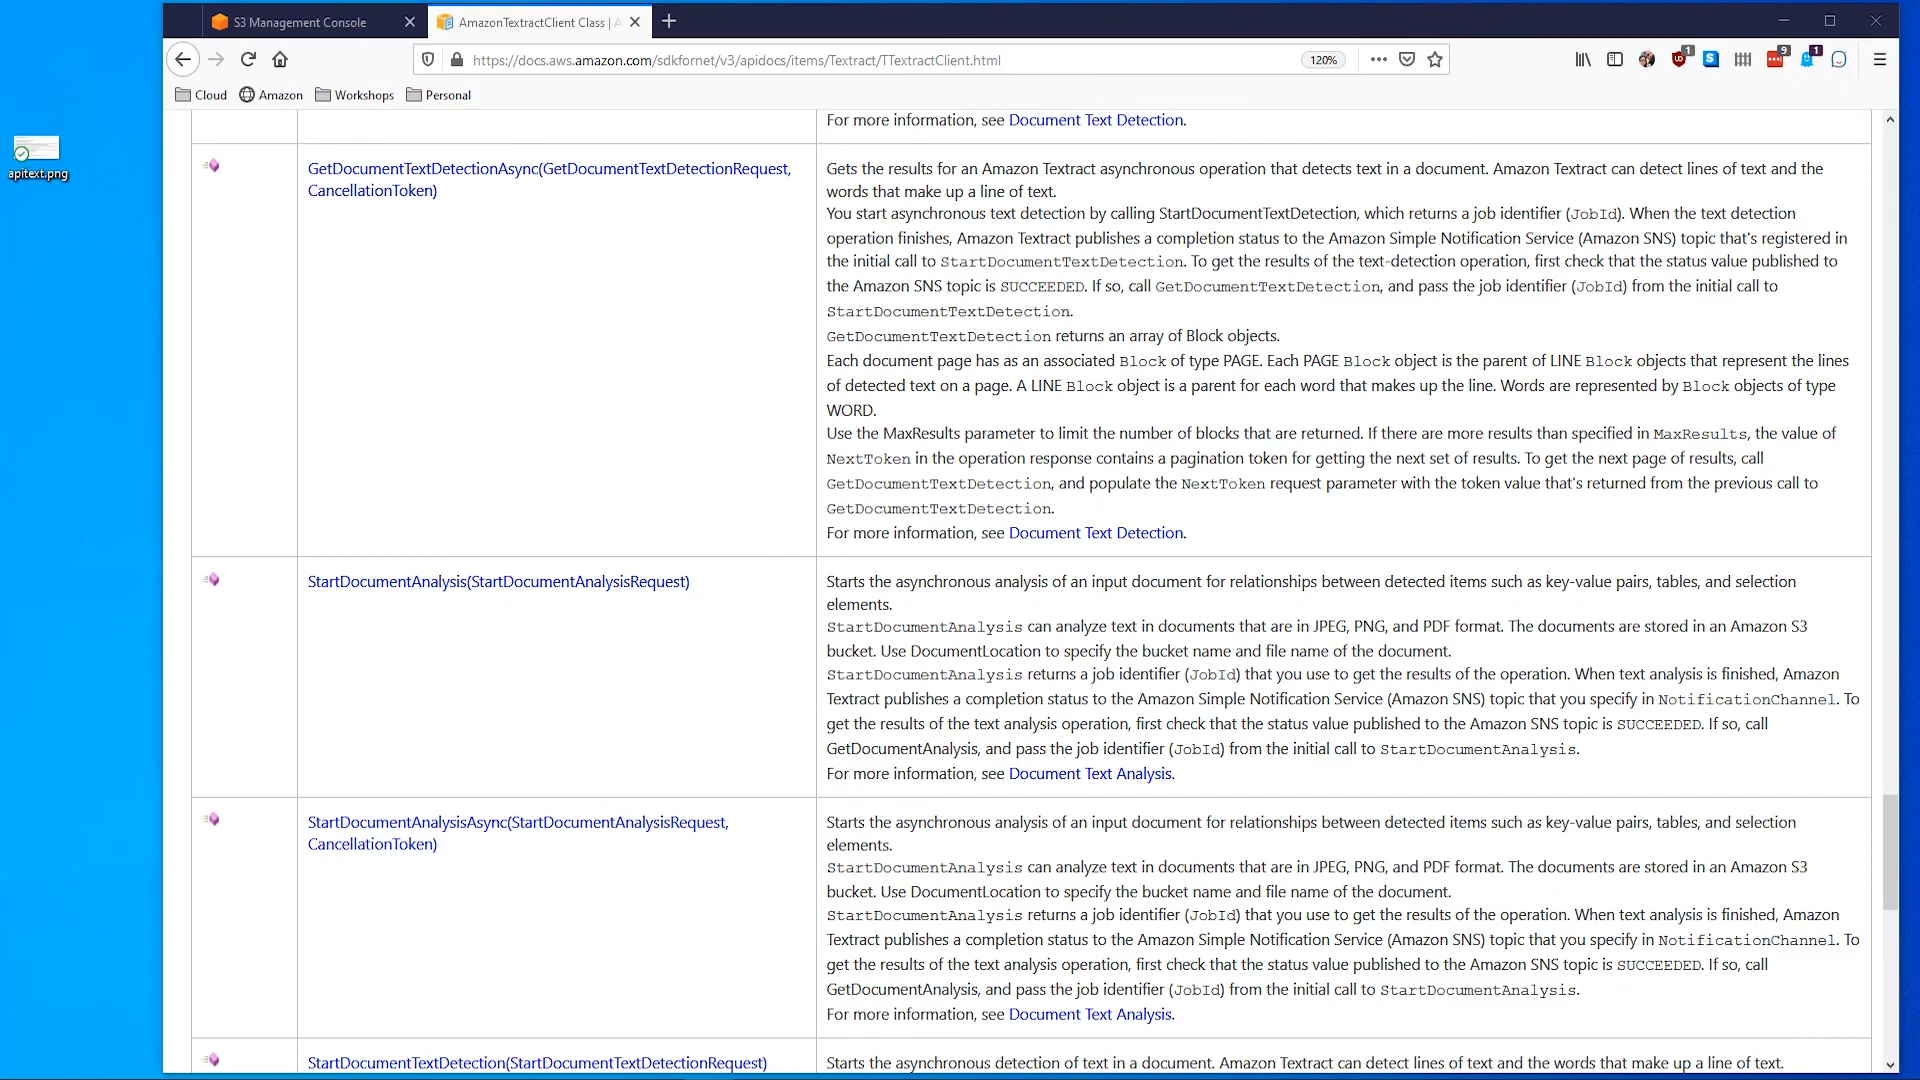 S3 Management Console
AmazonTextractClient Class | A
https://docs.aws.amazon.com/sdkfornet/v3/apidocs/items/Textract/TTextractClient.html
120%
1
9
1
Cloud
Amazon
Workshops
Personal
apitext.png
For more information, see Document Text Detection.
GetDocumentTextDetectionAsync(GetDocumentTextDetectionRequest,
CancellationToken)
Gets the results for an Amazon Textract asynchronous operation that detects text in a document. Amazon Textract can detect lines of text and the
words that make up a line of text.
You start asynchronous text detection by calling StartDocumentTextDetection, which returns a job identifier (JobId). When the text detection
operation finishes, Amazon Textract publishes a completion status to the Amazon Simple Notification Service (Amazon SNS) topic that's registered in
the initial call to StartDocumentTextDetection. To get the results of the text-detection operation, first check that the status value published to
the Amazon SNS topic is SUCCEEDED. If so, call GetDocumentTextDetection, and pass the job identifier (JobId) from the initial call to
StartDocumentTextDetection.
GetDocumentTextDetection returns an array of Block objects.
Each document page has as an associated Block of type PAGE. Each PAGE Block object is the parent of LINE Block objects that represent the lines
of detected text on a page. A LINE Block object is a parent for each word that makes up the line. Words are represented by Block objects of type
WORD.
Use the MaxResults parameter to limit the number of blocks that are returned. If there are more results than specified in MaxResults, the value of
NextToken in the operation response contains a pagination token for getting the next set of results. To get the next page of results, call
GetDocumentTextDetection, and populate the NextToken request parameter with the token value that's returned from the previous call to
GetDocumentTextDetection.
For more information, see Document Text Detection.
StartDocumentAnalysis(StartDocumentAnalysisRequest)
Starts the asynchronous analysis of an input document for relationships between detected items such as key-value pairs, tables, and selection
elements.
StartDocumentAnalysis can analyze text in documents that are in JPEG, PNG, and PDF format. The documents are stored in an Amazon S3
bucket. Use DocumentLocation to specify the bucket name and file name of the document.
StartDocumentAnalysis returns a job identifier (JobId) that you use to get the results of the operation. When text analysis is finished, Amazon
Textract publishes a completion status to the Amazon Simple Notification Service (Amazon SNS) topic that you specify in NotificationChannel. To
get the results of the text analysis operation, first check that the status value published to the Amazon SNS topic is SUCCEEDED. If so, call
GetDocumentAnalysis, and pass the job identifier (JobId) from the initial call to StartDocumentAnalysis.
For more information, see Document Text Analysis.
StartDocumentAnalysisAsync(StartDocumentAnalysisRequest,
CancellationToken)
Starts the asynchronous analysis of an input document for relationships between detected items such as key-value pairs, tables, and selection
elements.
StartDocumentAnalysis can analyze text in documents that are in JPEG, PNG, and PDF format. The documents are stored in an Amazon S3
bucket. Use DocumentLocation to specify the bucket name and file name of the document.
StartDocumentAnalysis returns a job identifier (JobId) that you use to get the results of the operation. When text analysis is finished, Amazon
Textract publishes a completion status to the Amazon Simple Notification Service (Amazon SNS) topic that you specify in NotificationChannel. To
get the results of the text analysis operation, first check that the status value published to the Amazon SNS topic is SUCCEEDED. If so, call
GetDocumentAnalysis, and pass the job identifier (JobId) from the initial call to StartDocumentAnalysis.
For more information, see Document Text Analysis.
StartDocumentTextDetection(StartDocumentTextDetectionRequest)
Starts the asynchronous detection of text in a document. Amazon Textract can detect lines of text and the words that make up a line of text.